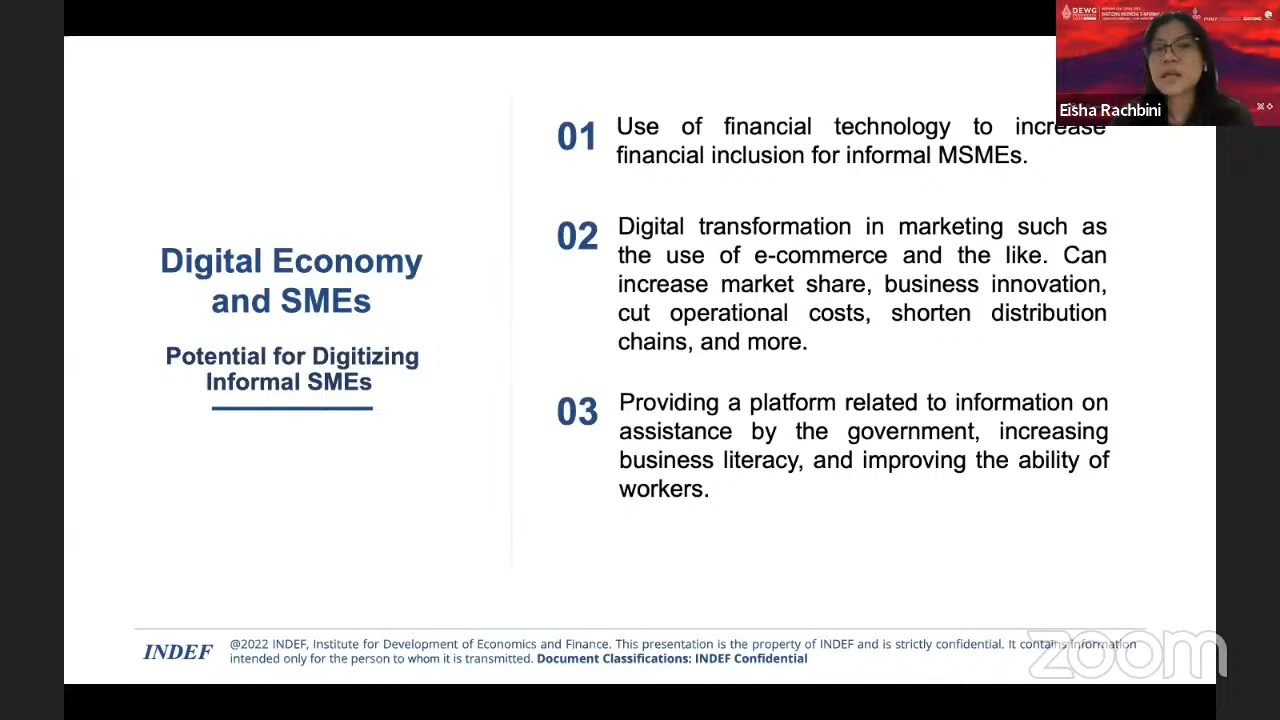 DEWG
Eisha Rachbini
Digital Economy
and SMEs
Potential for Digitizing
Informal SMEs
01
Use of financial technology to increase
financial inclusion for informal MSMEs.
02
Digital transformation in marketing such as
the use of e-commerce and the like. Can
increase market share, business innovation,
cut operational costs, shorten distribution
chains, and more.
03
Providing a platform related to information on
assistance by the government, increasing
business literacy, and improving the ability of
workers.
INDEF
@2022 INDEF, Institute for Development of Economics and Finance. This presentation is the property of INDEF and is strictly confidential. It contains information
intended only for the person to whom it is transmitted. Document Classifications: INDEF Confidential
zoom